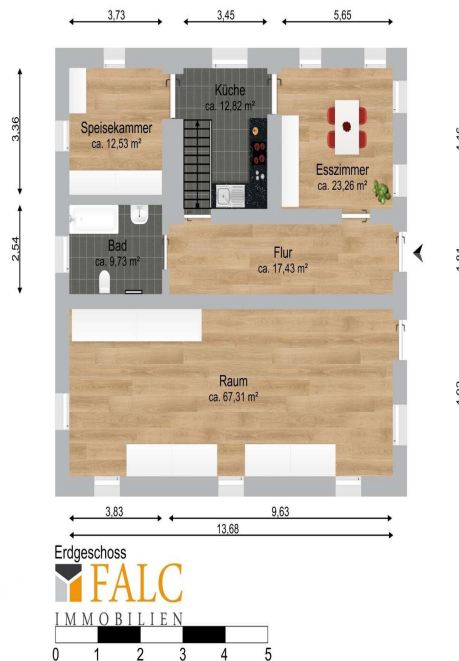 3,73 3,45 5,65
3,36
Speisekammer
ca. 12,53 m²
Küche
ca. 12,82 m²
Esszimmer
ca. 23,26 m²
2,54
Bad
ca. 9,73 m²
Flur
ca. 17,43 m²
Raum
ca. 67,31 m²
3,83 9,63
13,68
Erdgeschoss
FALC
IMMOBILIEN
0 1 2 3 4 5